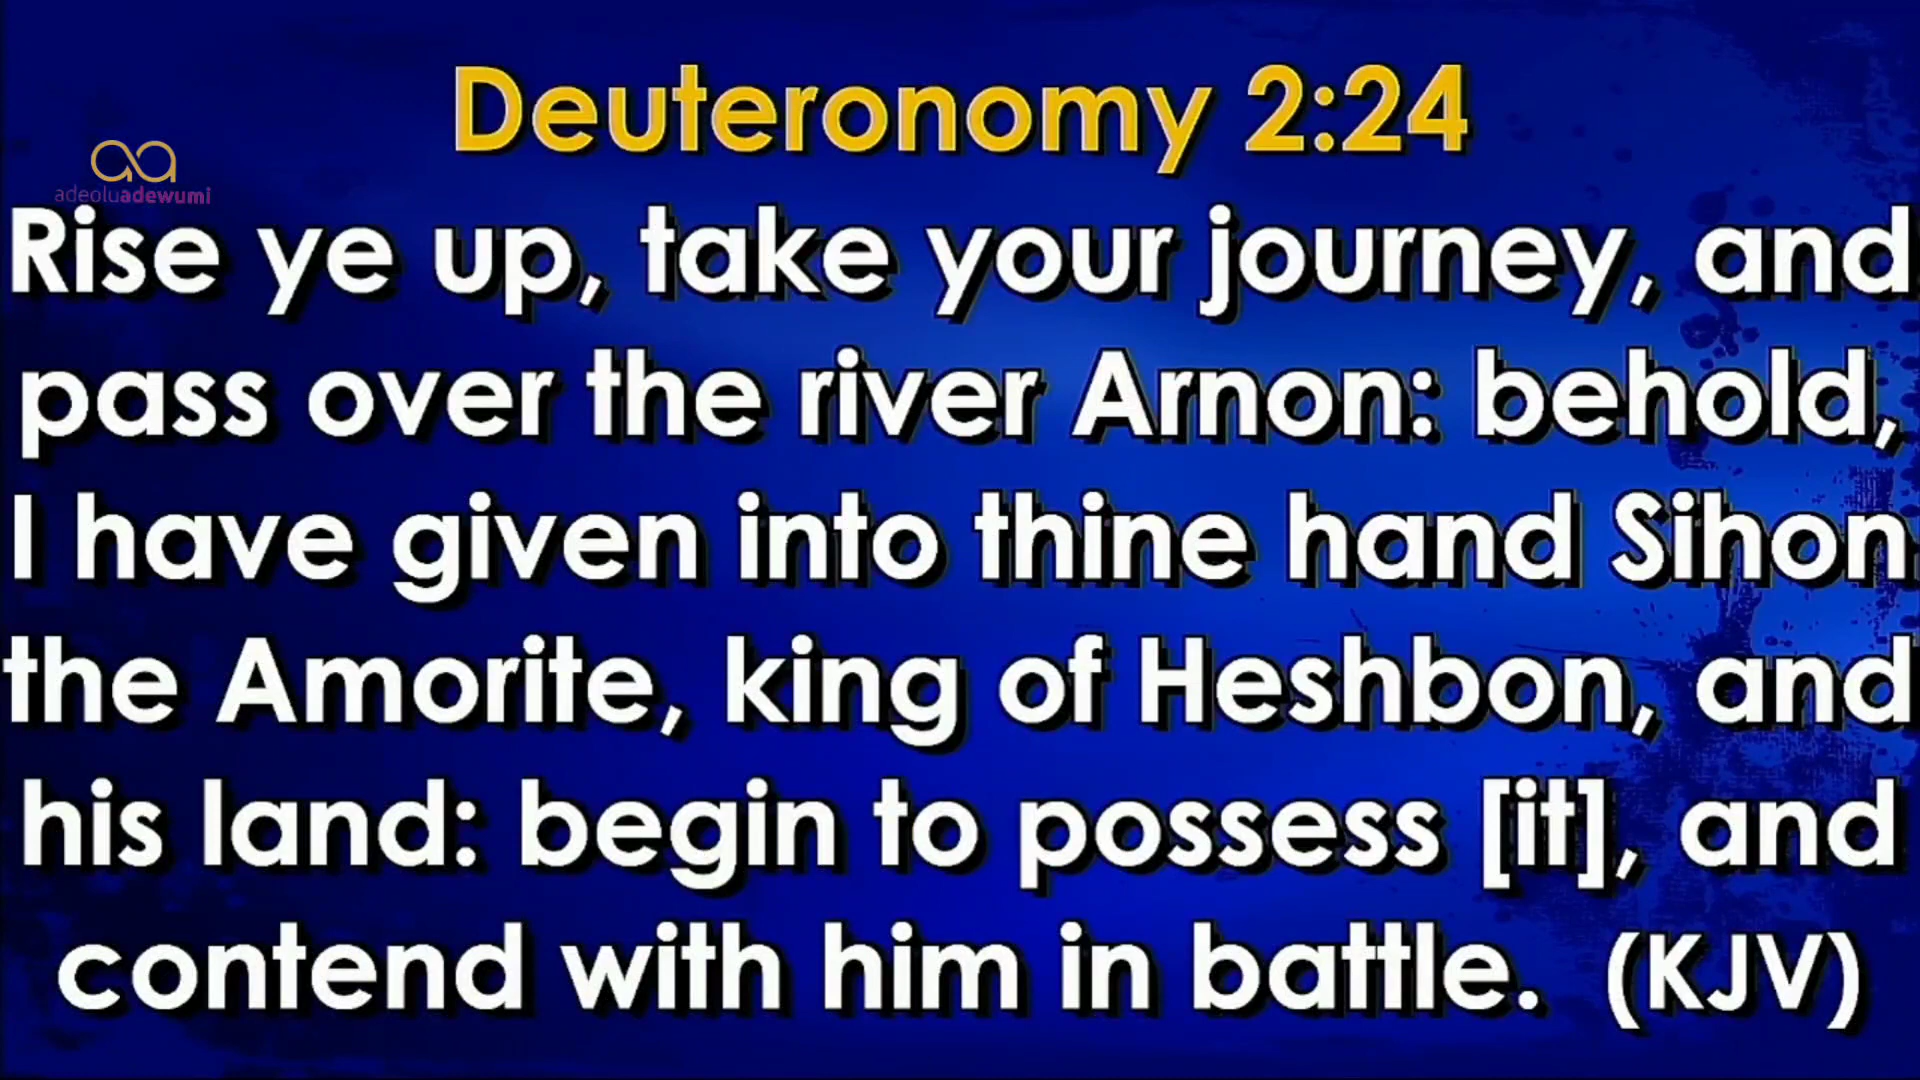 Deuteronomy 2:24
adeoluadewumi
Rise ye up, take your journey, and
pass over the river Arnon: behold,
I have given into thine hand Sihon
the Amorite, king of Heshbon, and
his land: begin to possess [it], and
contend with him in battle. (KJV)